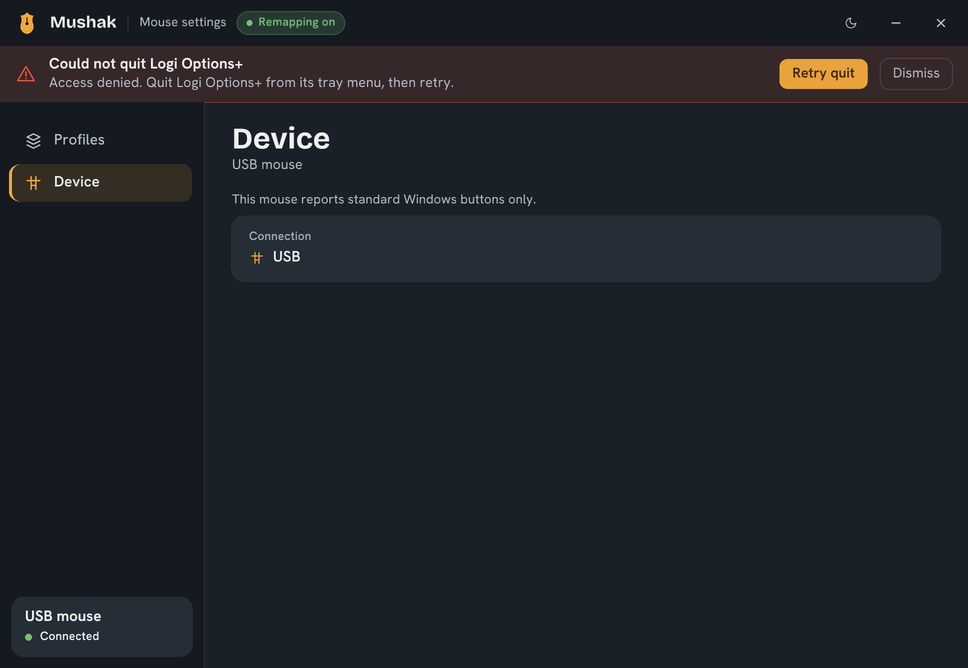 Mushak
Mouse settings
Remapping on
Could not quit Logi Options+
Access denied. Quit Logi Options+ from its tray menu, then retry.
Retry quit
Dismiss
Profiles
Device
Device
USB mouse
This mouse reports standard Windows buttons only.
Connection
USB
USB mouse
Connected